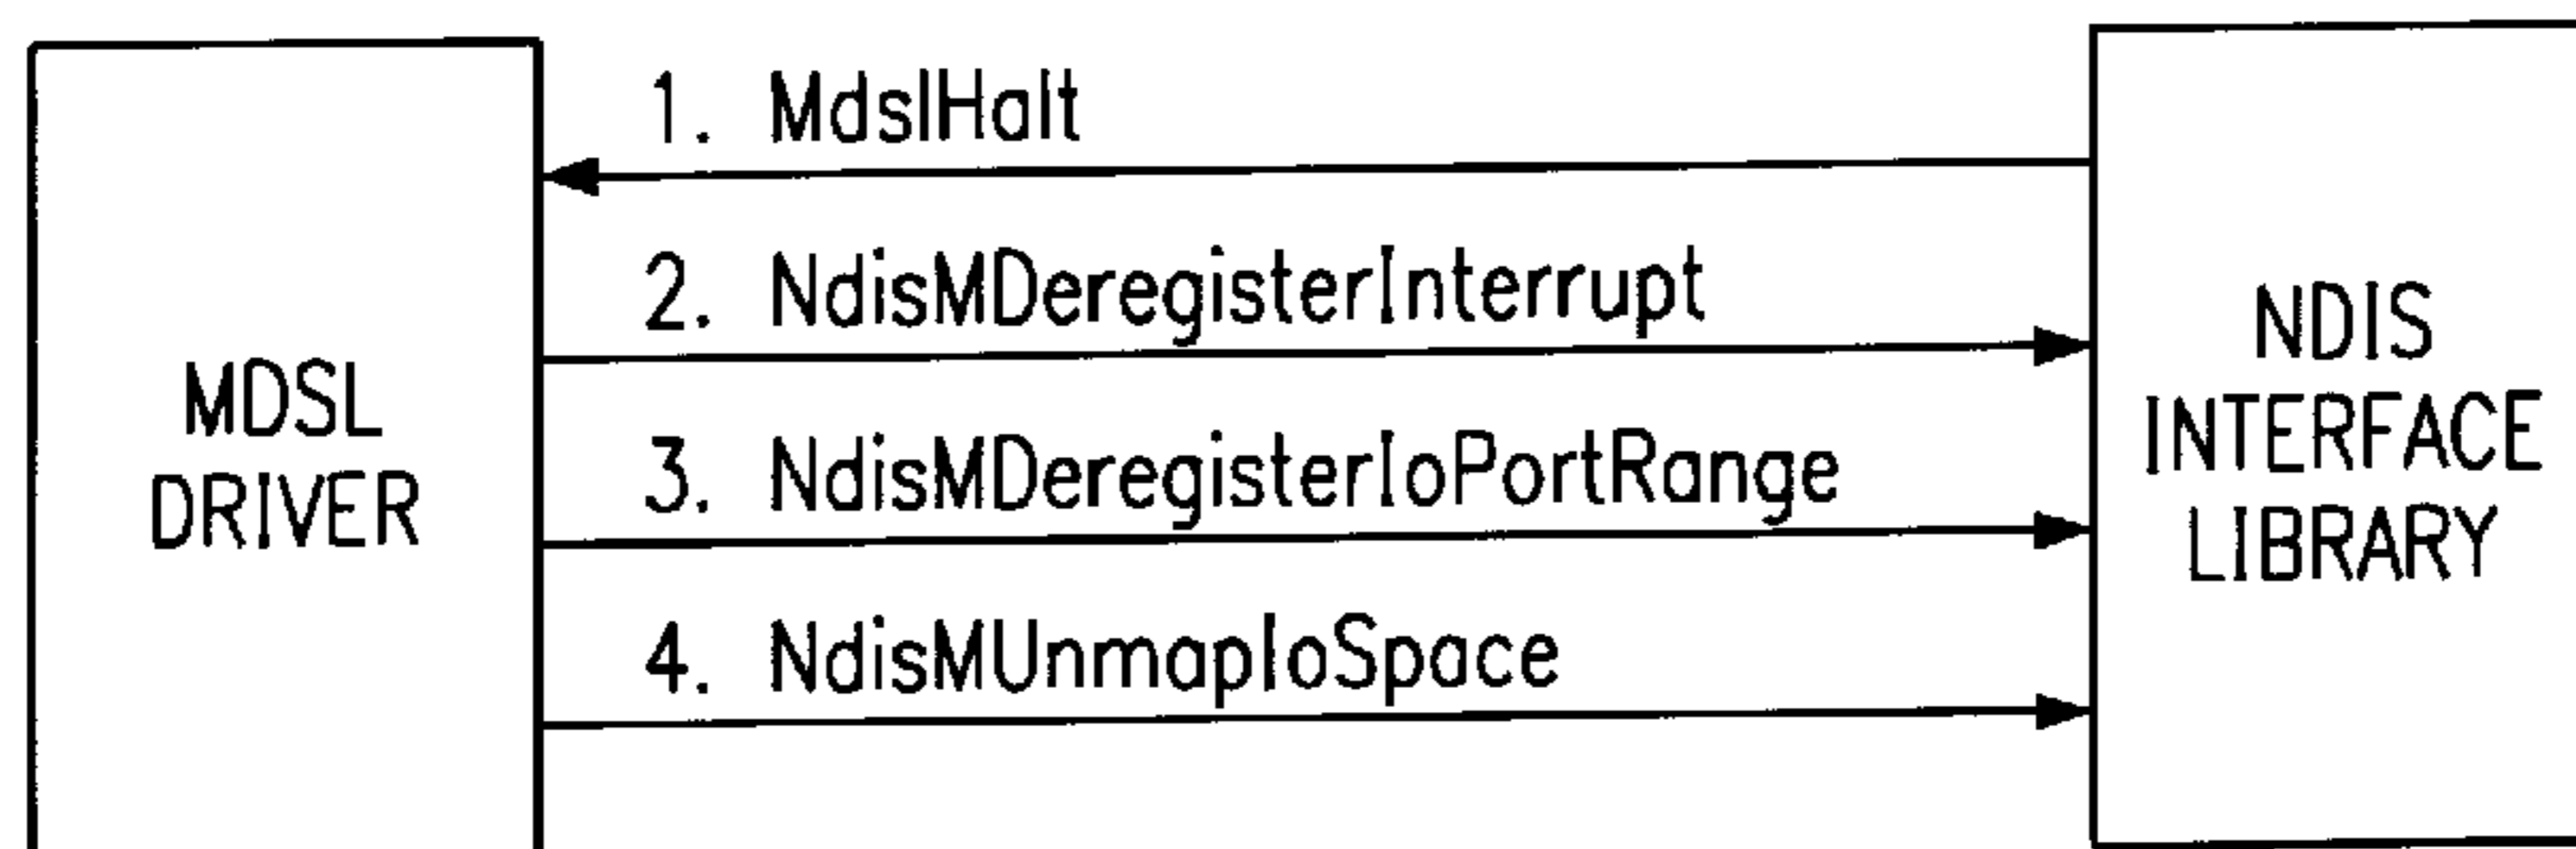 MDSL
DRIVER
1. MdslHalt
2. NdisMDeregisterInterrupt
3. NdisMDeregisterIoPortRange
4. NdisMUnmapIoSpace
NDIS
INTERFACE
LIBRARY